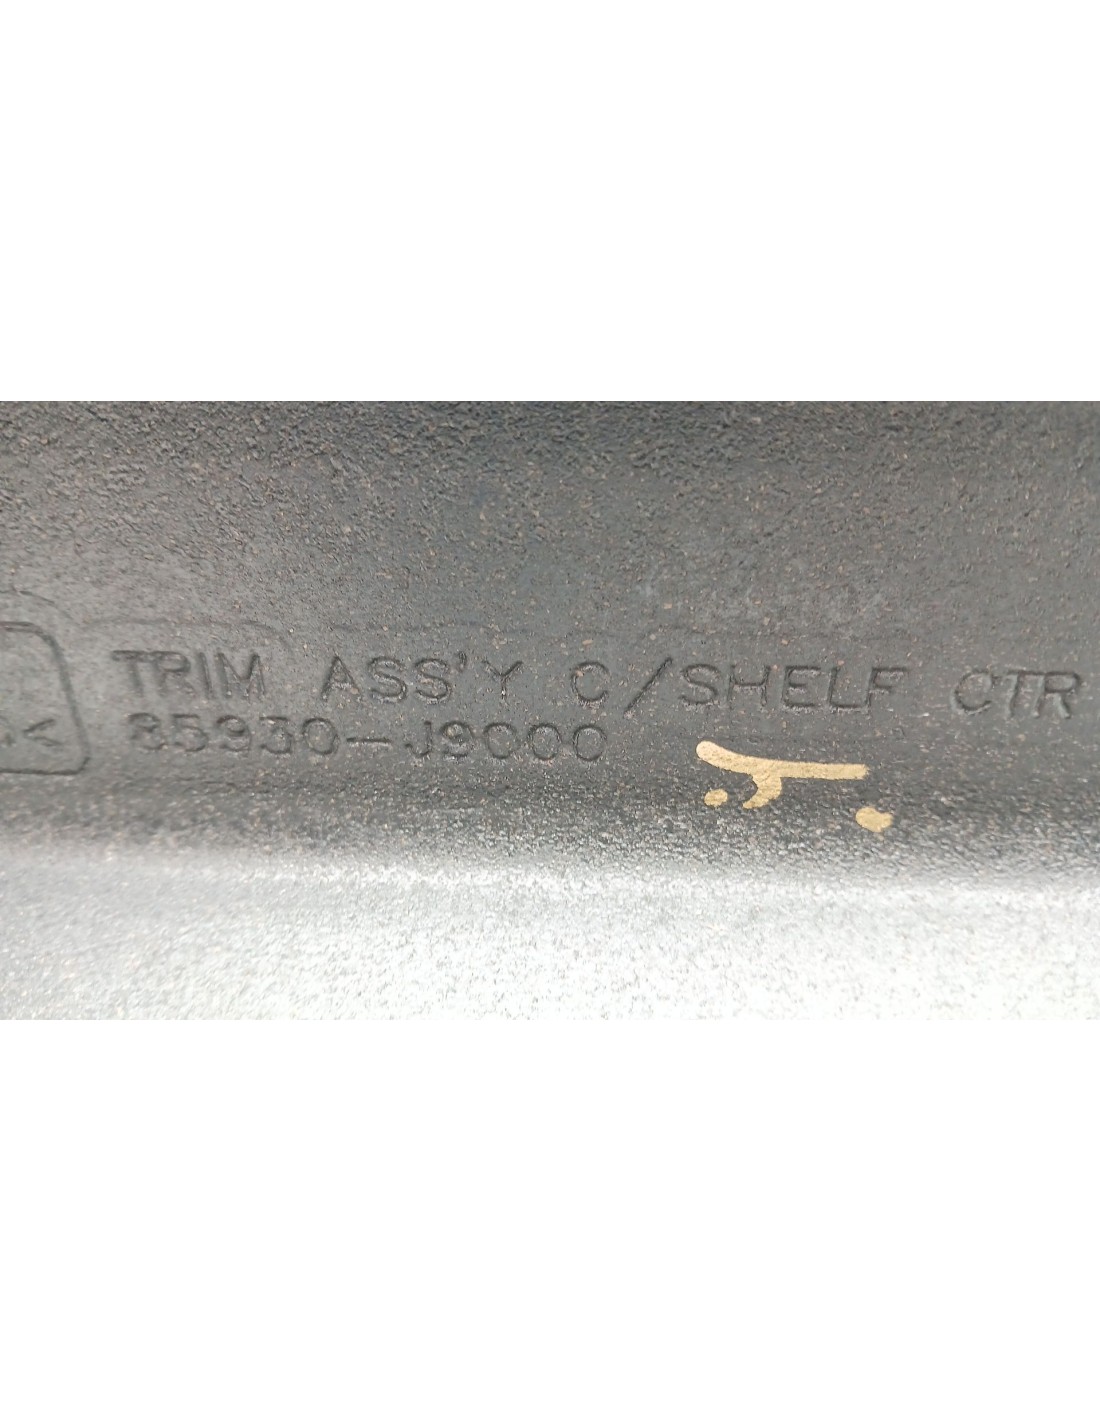 TRIM ASS'Y C/SHELF CTR
85930-J9000